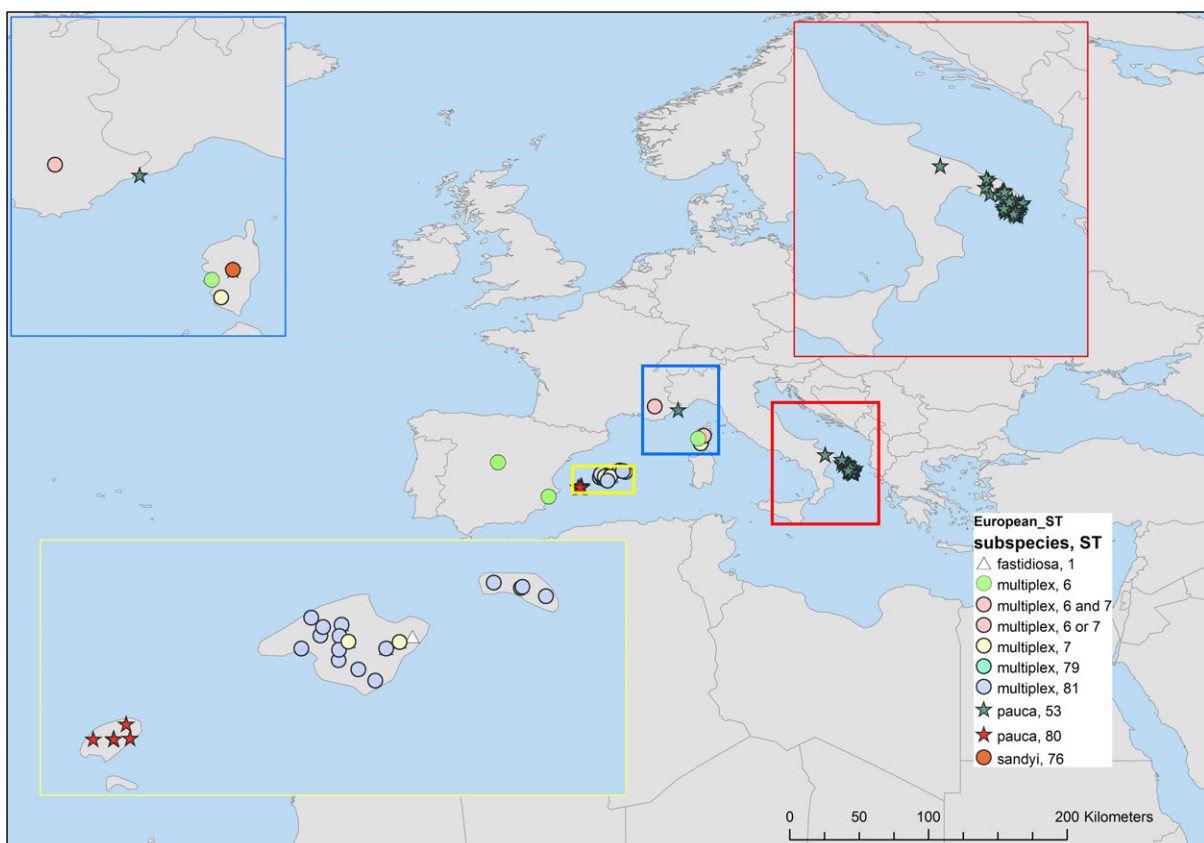 European_ST
subspecies, ST
fastidiosa, 1
multiplex, 6
multiplex, 6 and 7
multiplex, 6 or 7
multiplex, 7
multiplex, 79
multiplex, 81
pauca, 53
pauca, 80
sandyi, 76
0 50 100 200 Kilometers